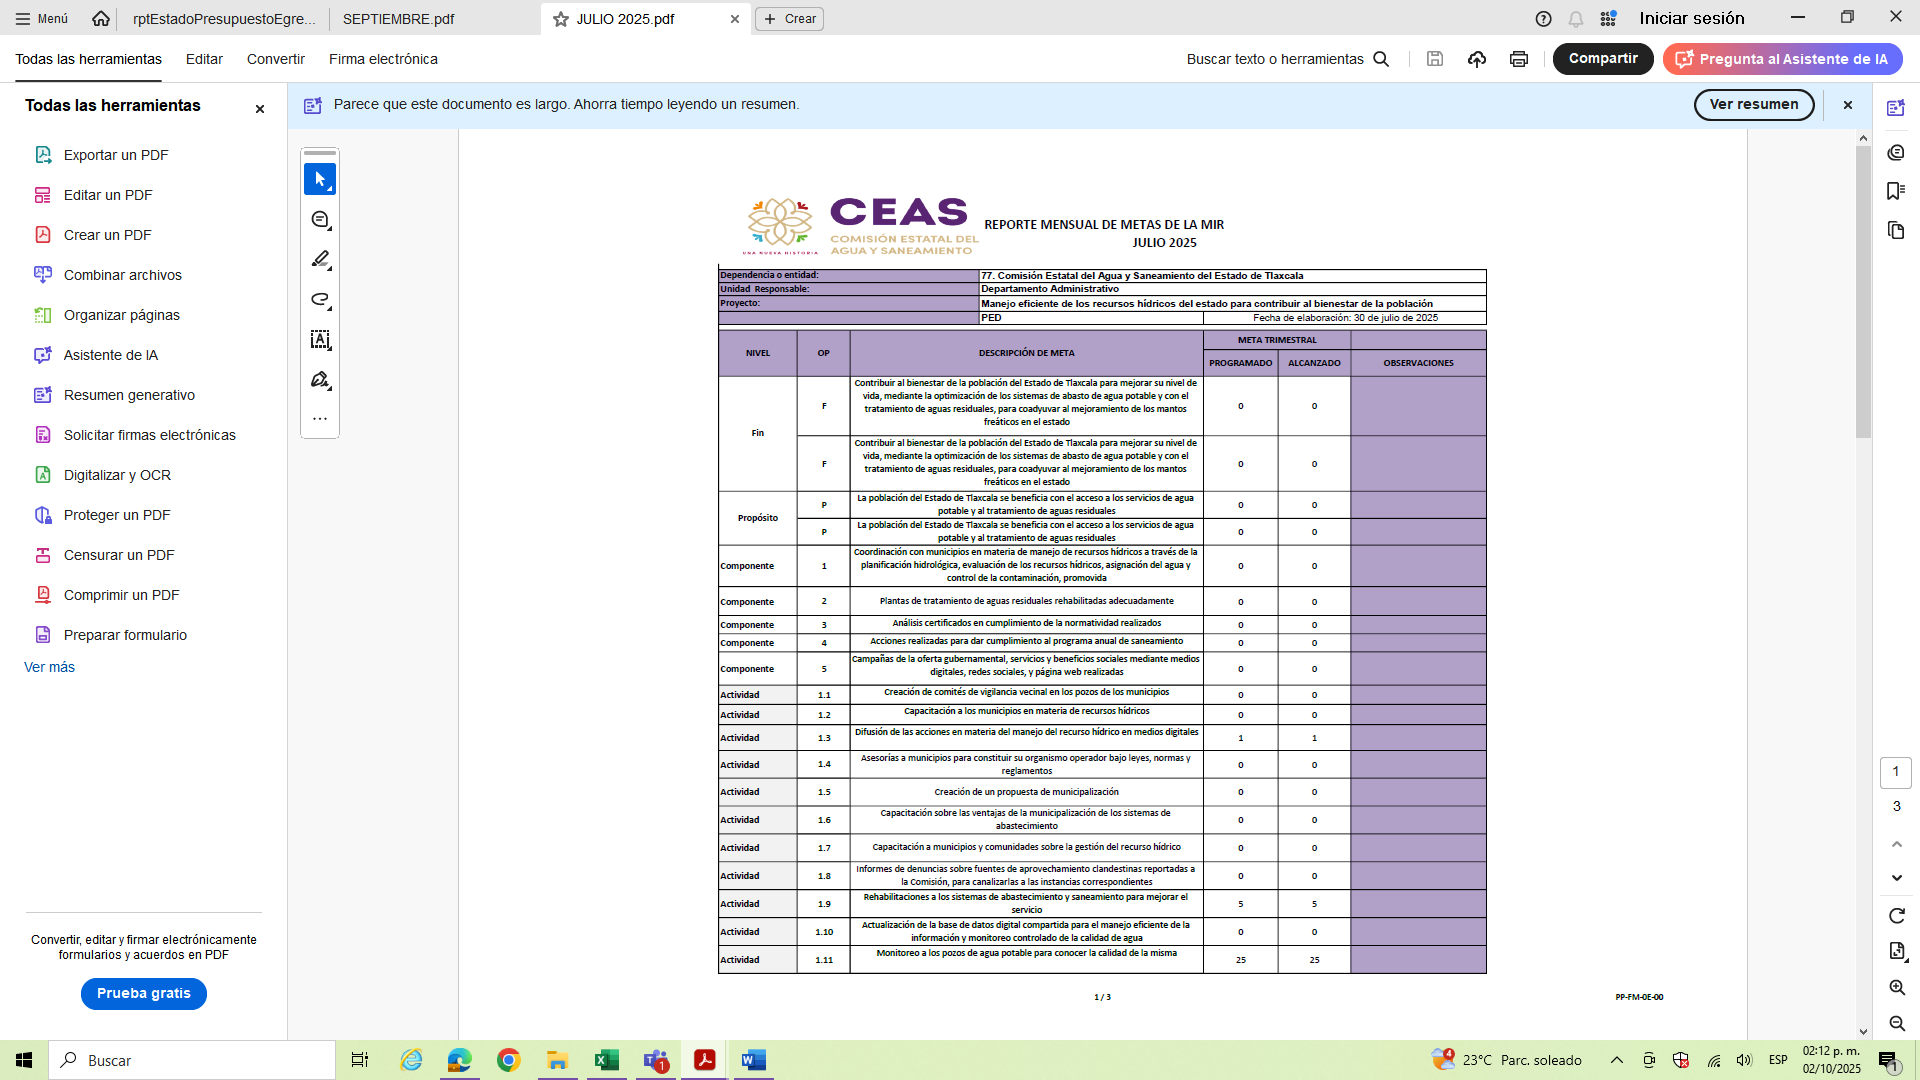 Menú
rptEstadoPresupuestoEgre...
SEPTIEMBRE.pdf
JULIO 2025.pdf
Crear
Iniciar sesión
Todas las herramientas
Editar
Convertir
Firma electrónica
Buscar texto o herramientas
Compartir
Pregunta al Asistente de IA
Todas las herramientas
Parece que este documento es largo. Ahorra tiempo leyendo un resumen.
Ver resumen
Exportar un PDF
Editar un PDF
Crear un PDF
Combinar archivos
Organizar páginas
Asistente de IA
Resumen generativo
Solicitar firmas electrónicas
Digitalizar y OCR
Proteger un PDF
Censurar un PDF
Comprimir un PDF
Preparar formulario
Ver más
Convertir, editar y firmar electrónicamente
formularios y acuerdos en PDF
Prueba gratis
UNA NUEVA HISTORIA
CEAS
COMISIÓN ESTATAL DEL
AGUA Y SANEAMIENTO
REPORTE MENSUAL DE METAS DE LA MIR
JULIO 2025
Dependencia o entidad: 77. Comisión Estatal del Agua y Saneamiento del Estado de Tlaxcala
Unidad Responsable: Departamento Administrativo
Proyecto: Manejo eficiente de los recursos hídricos del estado para contribuir al bienestar de la población
PED Fecha de elaboración: 30 de julio de 2025
NIVEL OP DESCRIPCIÓN DE META META TRIMESTRAL
PROGRAMADO ALCANZADO OBSERVACIONES
Fin
F Contribuir al bienestar de la población del Estado de Tlaxcala para mejorar su nivel de
vida, mediante la optimización de los sistemas de abasto de agua potable y con el
tratamiento de aguas residuales, para coadyuvar al mejoramiento de los mantos
freáticos en el estado 0 0
F Contribuir al bienestar de la población del Estado de Tlaxcala para mejorar su nivel de
vida, mediante la optimización de los sistemas de abasto de agua potable y con el
tratamiento de aguas residuales, para coadyuvar al mejoramiento de los mantos
freáticos en el estado 0 0
Propósito
P La población del Estado de Tlaxcala se beneficia con el acceso a los servicios de agua
potable y al tratamiento de aguas residuales 0 0
P La población del Estado de Tlaxcala se beneficia con el acceso a los servicios de agua
potable y al tratamiento de aguas residuales 0 0
Componente 1 Coordinación con municipios en materia de manejo de recursos hídricos a través de la
planificación hidrológica, evaluación de los recursos hídricos, asignación del agua y
control de la contaminación, promovida 0 0
Componente 2 Plantas de tratamiento de aguas residuales rehabilitadas adecuadamente 0 0
Componente 3 Análisis certificados en cumplimiento de la normatividad realizados 0 0
Componente 4 Acciones realizadas para dar cumplimiento al programa anual de saneamiento 0 0
Componente 5 Campañas de la oferta gubernamental, servicios y beneficios sociales mediante medios
digitales, redes sociales, y página web realizadas 0 0
Actividad 1.1 Creación de comités de vigilancia vecinal en los pozos de los municipios 0 0
Actividad 1.2 Capacitación a los municipios en materia de recursos hídricos 0 0
Actividad 1.3 Difusión de las acciones en materia del manejo del recurso hídrico en medios digitales 1 1
Actividad 1.4 Asesorías a municipios para constituir su organismo operador bajo leyes, normas y
reglamentos 0 0
Actividad 1.5 Creación de un propuesta de municipalización 0 0
Actividad 1.6 Capacitación sobre las ventajas de la municipalización de los sistemas de
abastecimiento 0 0
Actividad 1.7 Capacitación a municipios y comunidades sobre la gestión del recurso hídrico 0 0
Actividad 1.8 Informes de denuncias sobre fuentes de aprovechamiento clandestinas reportadas a
la Comisión, para canalizarlas a las instancias correspondientes 0 0
Actividad 1.9 Rehabilitaciones a los sistemas de abastecimiento y saneamiento para mejorar el
servicio 5 5
Actividad 1.10 Actualización de la base de datos digital compartida para el manejo eficiente de la
información y monitoreo controlado de la calidad de agua 0 0
Actividad 1.11 Monitoreo a los pozos de agua potable para conocer la calidad de la misma 25 25
1 / 3
PP-FM-0E-00
1
3
Buscar
1
4
23°C Parc. soleado
ESP
02:12 p. m.
02/10/2025
1